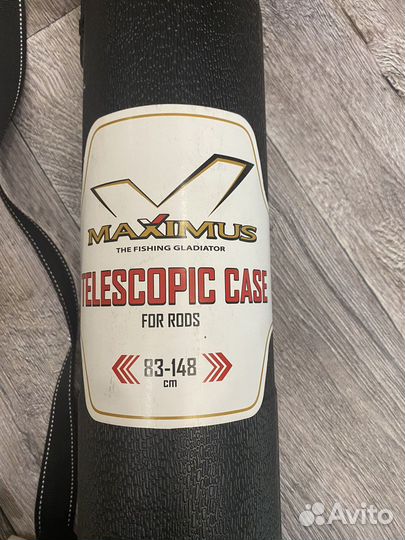 MAXIMUS
THE FISHING GLADIATOR
TELESCOPIC CASE
FOR RODS
83-148
cm
Avito